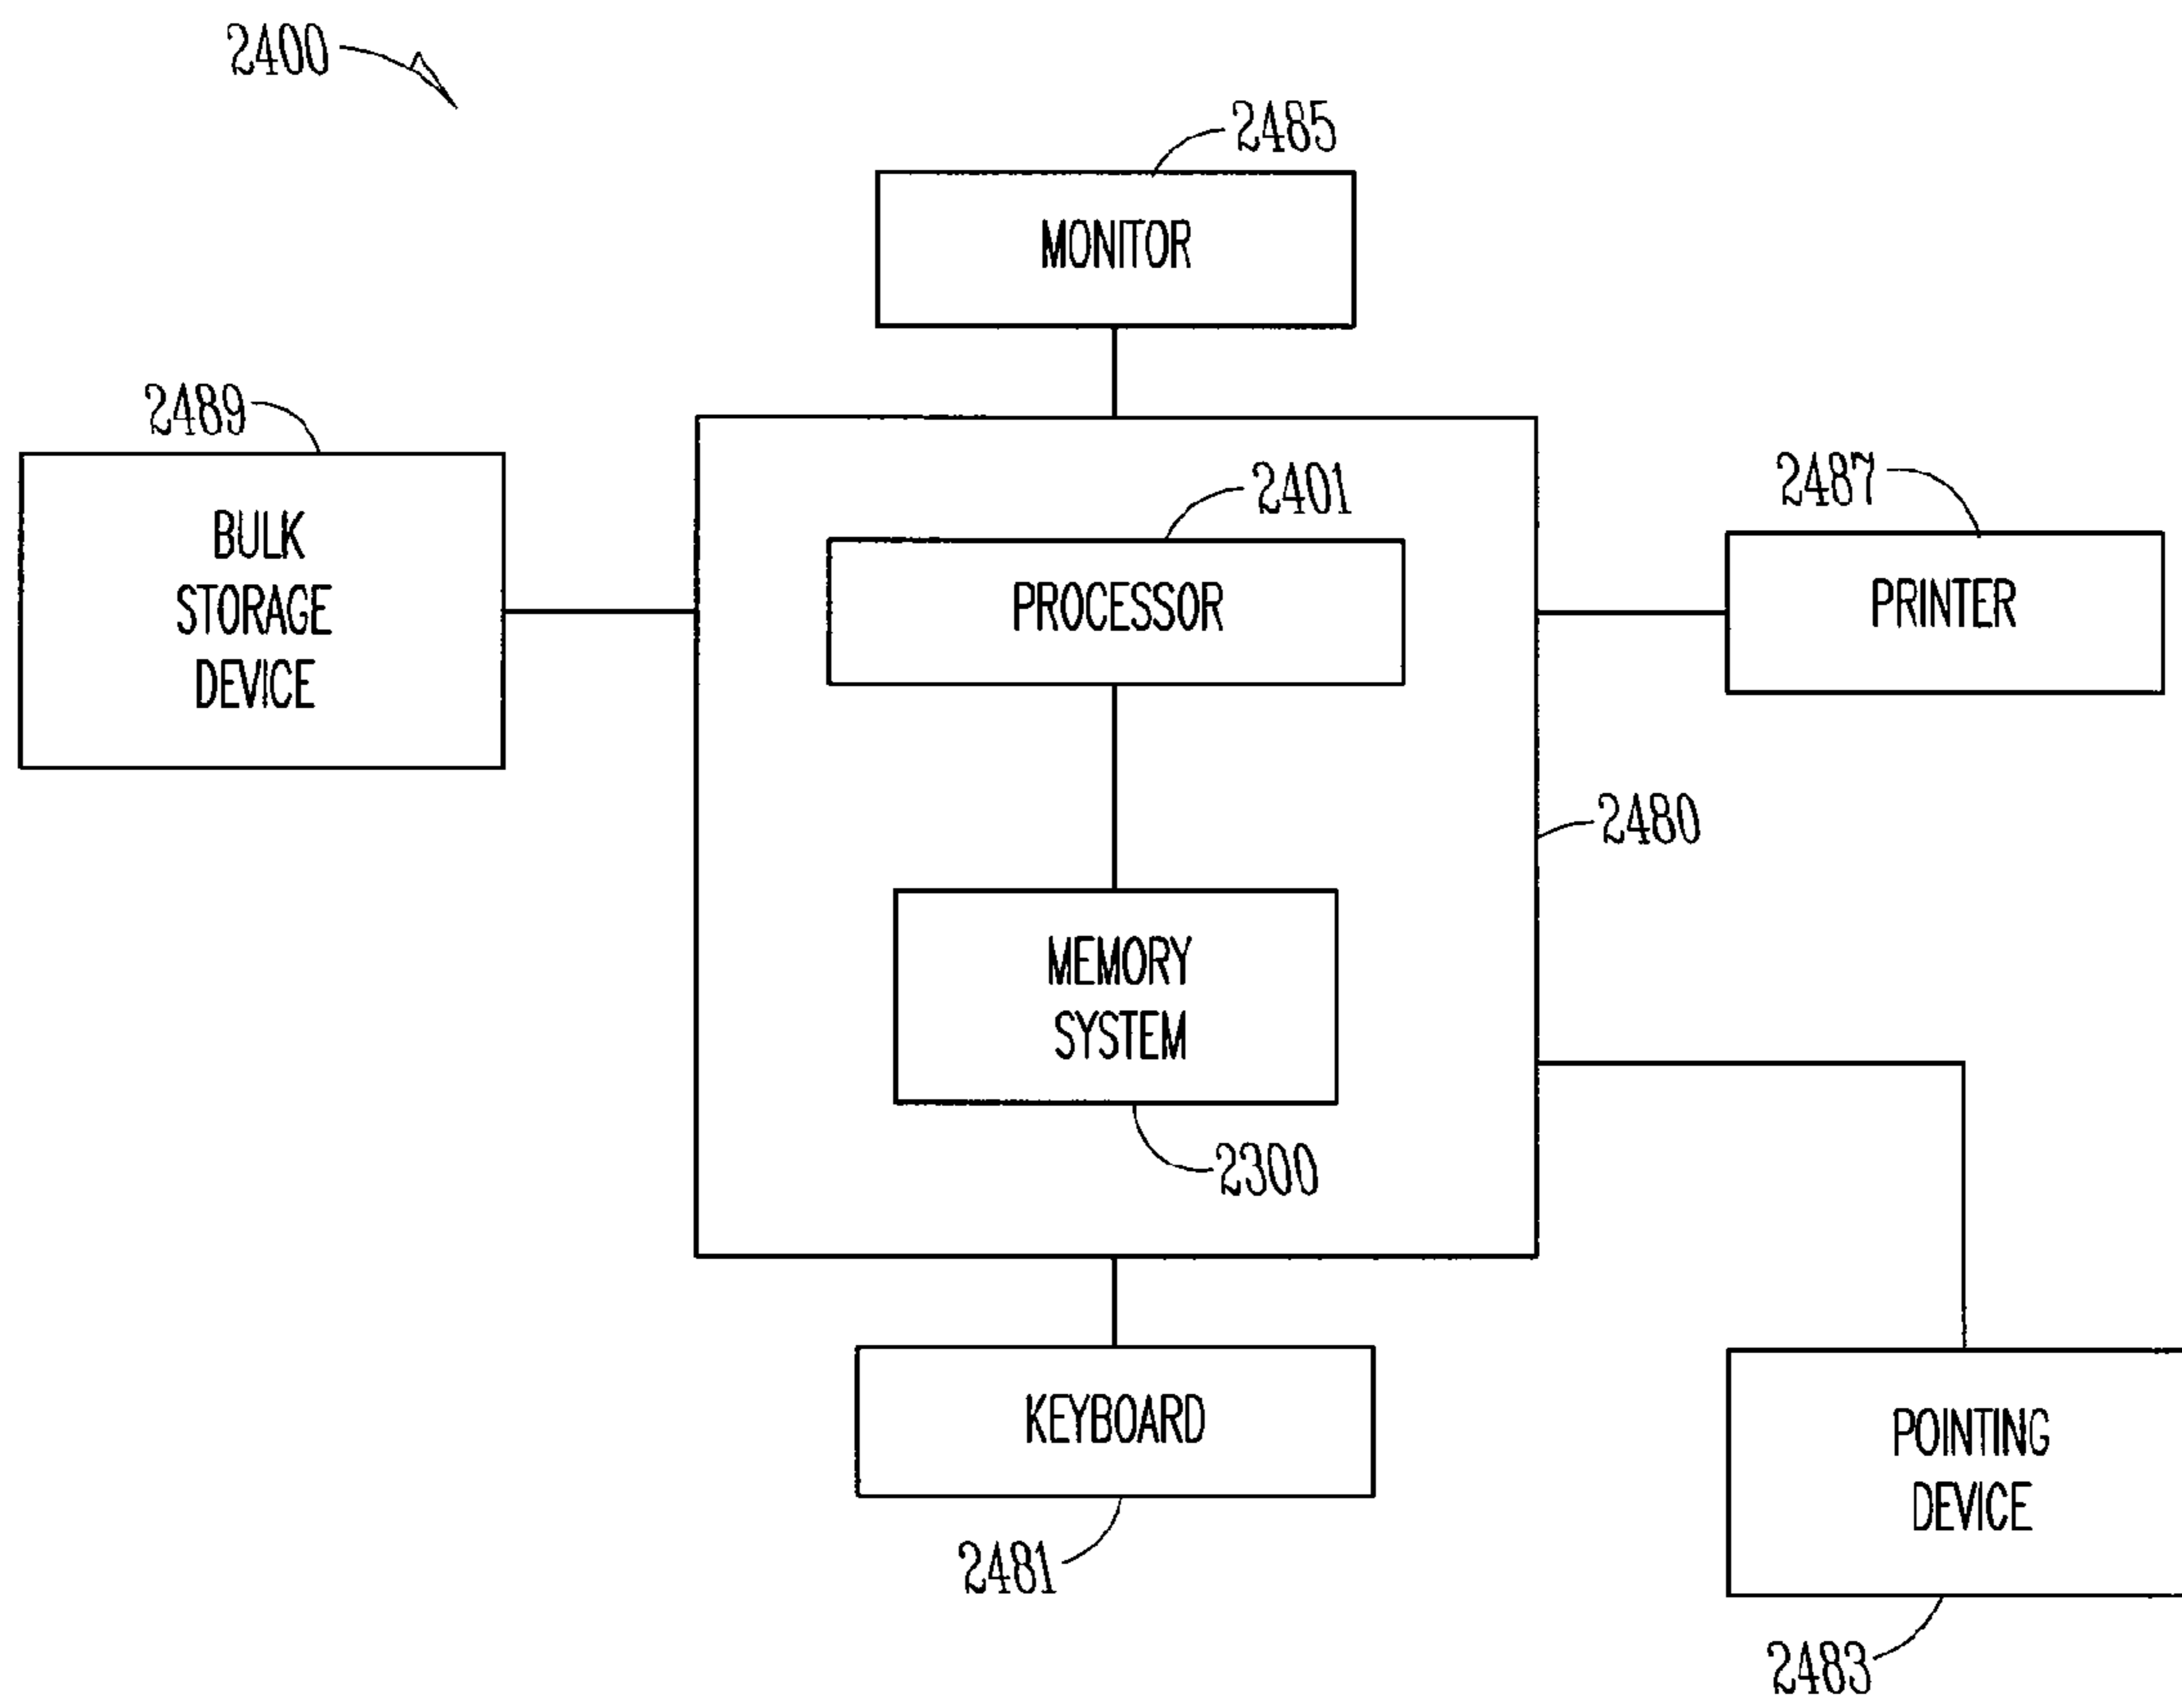 2400
2485
MONITOR
2489
BULK
STORAGE
DEVICE
2401
PROCESSOR
2487
PRINTER
2480
MEMORY
SYSTEM
2300
KEYBOARD
2481
POINTING
DEVICE
2483